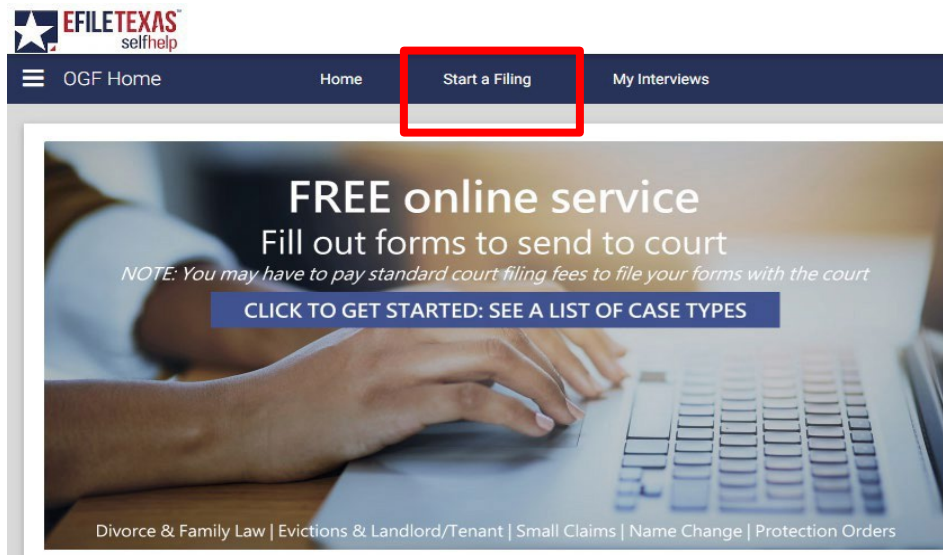 EFILETEXAS™
selfhelp
OGF Home Home Start a Filing My Interviews
FREE online service
Fill out forms to send to court
NOTE: You may have to pay standard court filing fees to file your forms with the court
CLICK TO GET STARTED: SEE A LIST OF CASE TYPES
Divorce & Family Law | Evictions & Landlord/Tenant | Small Claims | Name Change | Protection Orders